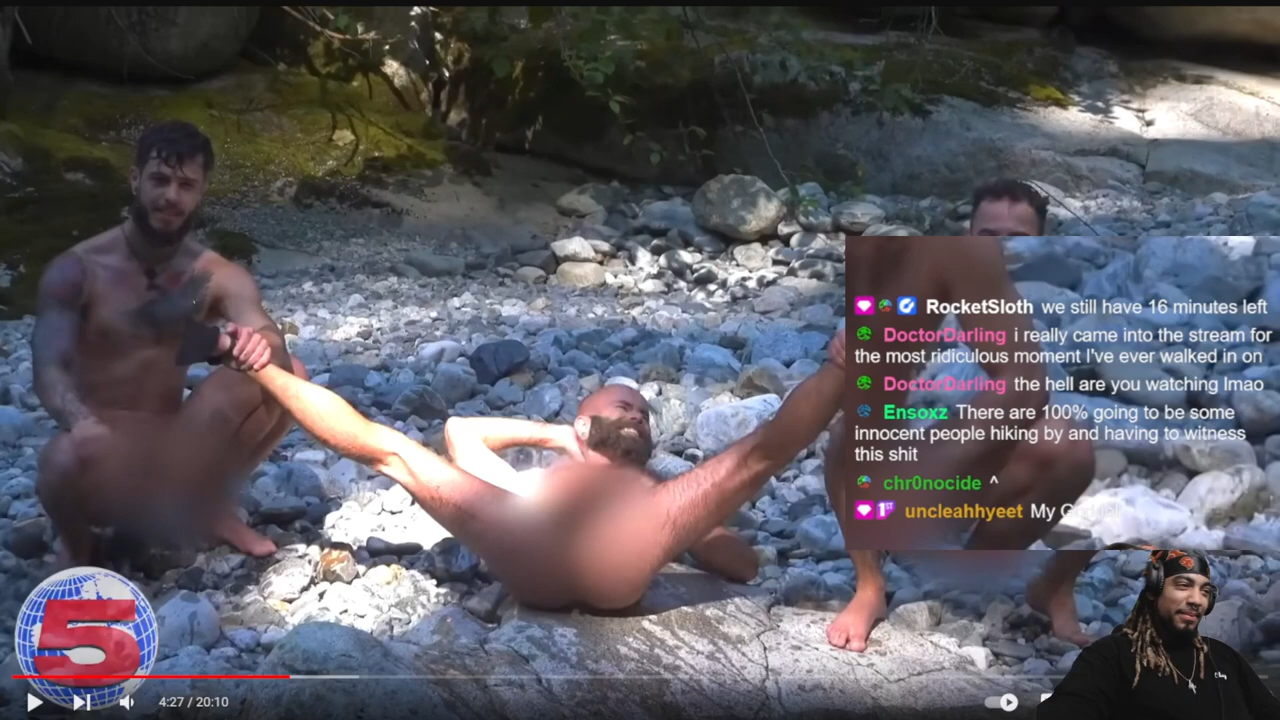 RocketSloth we still have 16 minutes left
DoctorDarling i really came into the stream for
the most ridiculous moment I've ever walked in on
DoctorDarling the hell are you watching lmao
Ensoxz There are 100% going to be some
innocent people hiking by and having to witness
this shit
chr0nocide ^
1ST uncleahhyeet My
5
4:27 / 20:10